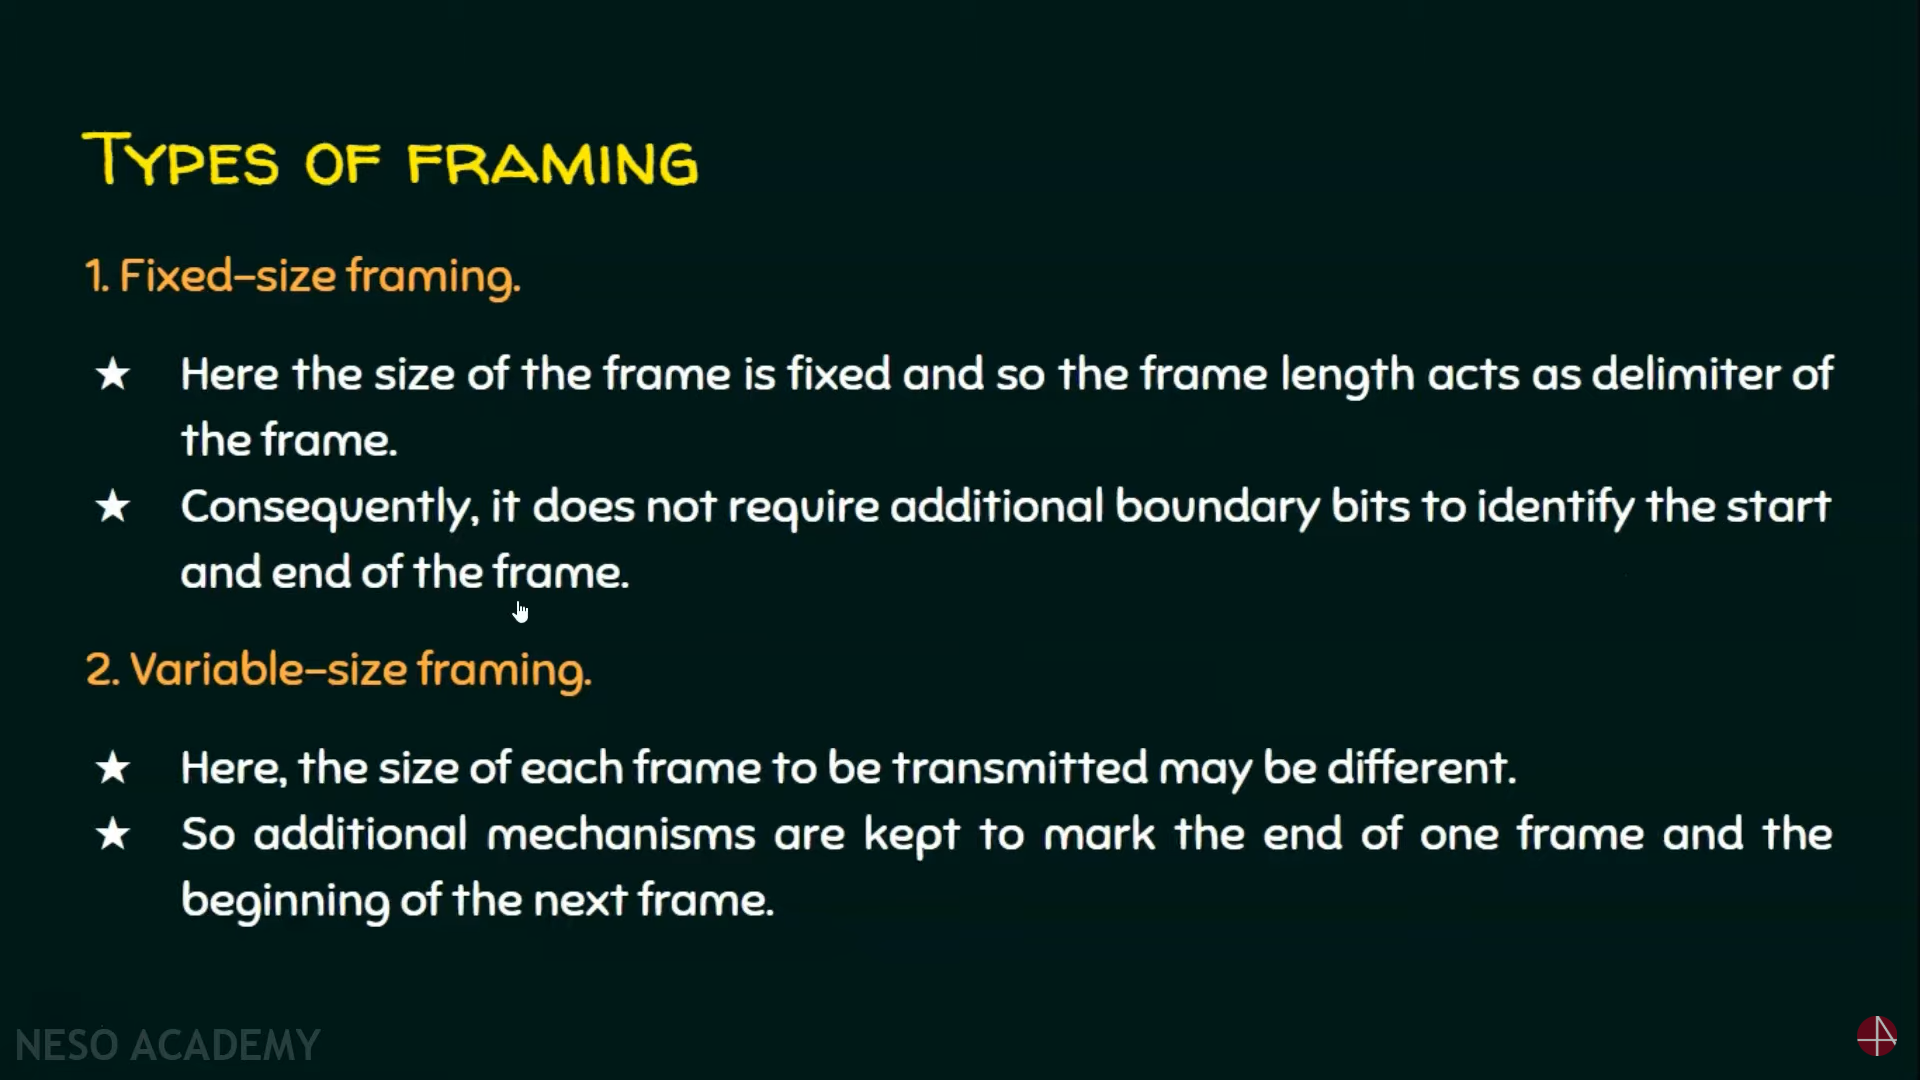 TYPES OF FRAMING
1. Fixed-size framing.
★ Here the size of the frame is fixed and so the frame length acts as delimiter of
the frame.
★ Consequently, it does not require additional boundary bits to identify the start
and end of the frame.
2. Variable-size framing.
★ Here, the size of each frame to be transmitted may be different.
★ So additional mechanisms are kept to mark the end of one frame and the
beginning of the next frame.
NESO ACADEMY